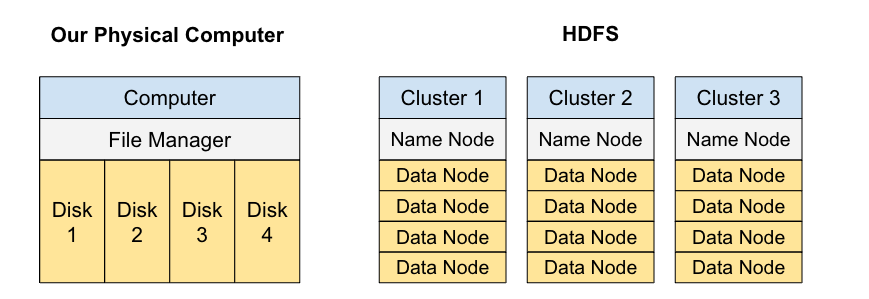 Our Physical Computer
Computer
File Manager
Disk 1
Disk 2
Disk 3
Disk 4
HDFS
Cluster 1
Name Node
Data Node
Data Node
Data Node
Data Node
Cluster 2
Name Node
Data Node
Data Node
Data Node
Data Node
Cluster 3
Name Node
Data Node
Data Node
Data Node
Data Node